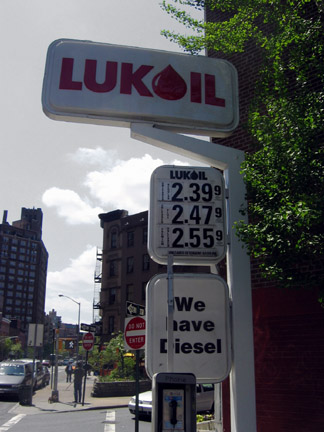 LUKOIL
LUKOIL
2.39 9
2.47 9
2.55 9
We
have
Diesel
DO NOT
ENTER